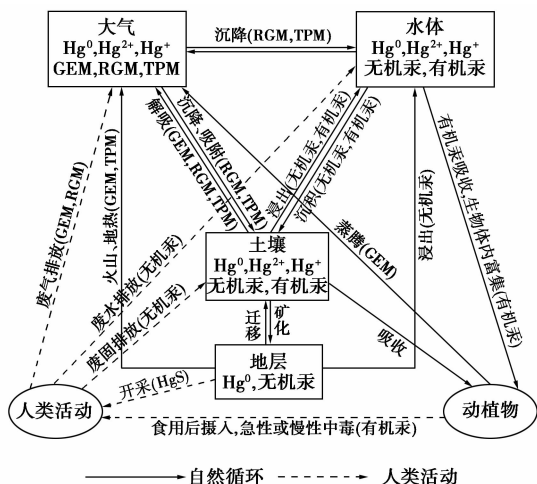 大气
Hg⁰,Hg²⁺,Hg⁺
GEM,RGM,TPM
沉降(RGM,TPM)
水体
Hg⁰,Hg²⁺,Hg⁺
无机汞,有机汞
沉降、吸附(RGM,TPM)
解吸(GEM,RGM,TPM)
浸出(无机汞,有机汞)
沉积(无机汞,有机汞)
有机汞吸收,生物体内富集(有机汞)
废气排放(GEM,RGM)
火山、地热(GEM,TPM)
废水排放(无机汞)
废固排放(无机汞)
土壤
Hg⁰,Hg²⁺,Hg⁺
无机汞,有机汞
蒸腾(GEM)
浸出(无机汞)
迁移
矿化
吸收
地层
Hg⁰,无机汞
开采(HgS)
人类活动
动植物
食用后摄入,急性或慢性中毒(有机汞)
自然循环
人类活动